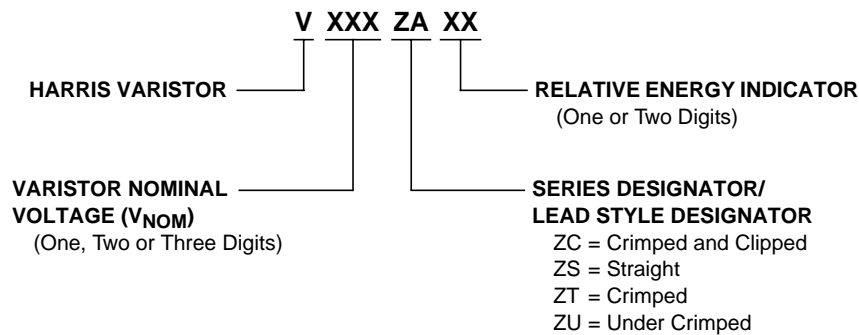 V XXX ZA XX
HARRIS VARISTOR
RELATIVE ENERGY INDICATOR
(One or Two Digits)
VARISTOR NOMINAL
VOLTAGE (VNOM)
(One, Two or Three Digits)
SERIES DESIGNATOR/
LEAD STYLE DESIGNATOR
ZC = Crimped and Clipped
ZS = Straight
ZT = Crimped
ZU = Under Crimped